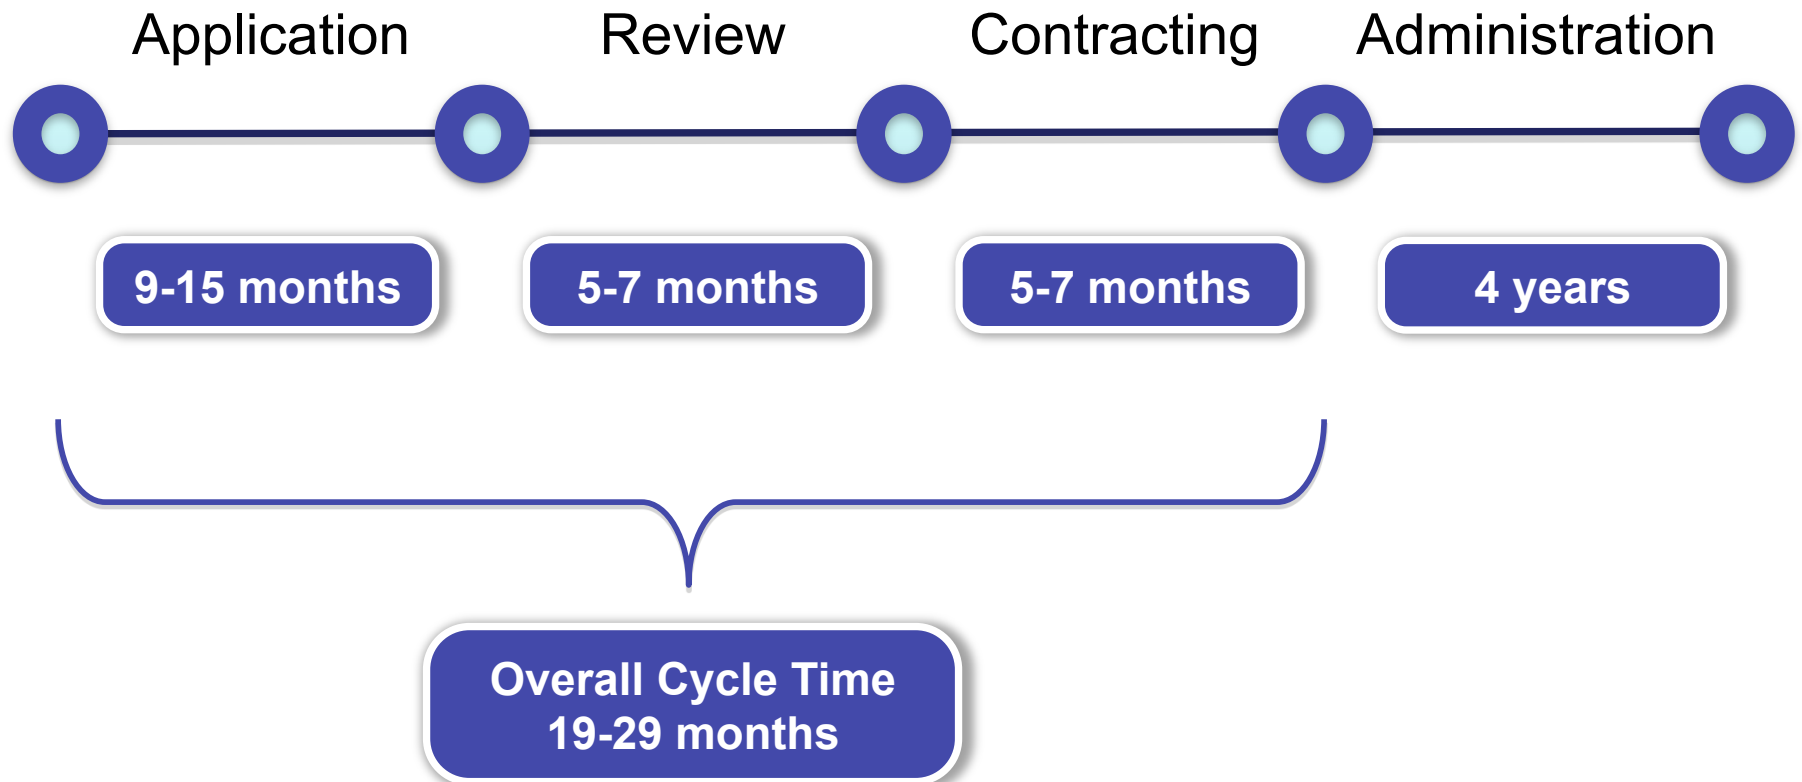 Application
Review
Contracting
Administration
9-15 months
5-7 months
5-7 months
4 years
Overall Cycle Time
19-29 months